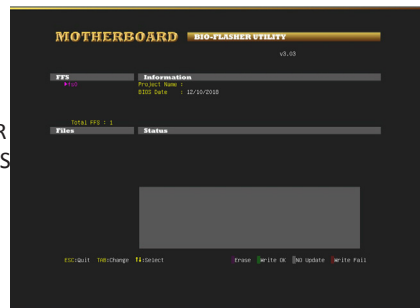 MOTHERBOARD BIO-FLASHER UTILITY
v3.03
FFS Information
Project Name :
BIOS Date : 12/10/2018
Total FFS : 1
Files Status
ESC:Quit TAB:Change ↑↓:Select Erase Write OK NO Update Write Fail
R
S